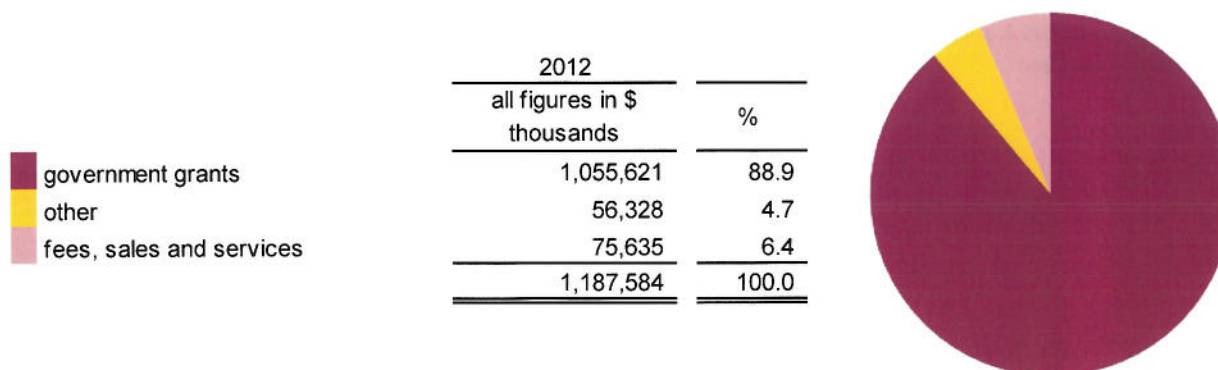 2012
all figures in $
thousands
%
government grants 1,055,621 88.9
other 56,328 4.7
fees, sales and services 75,635 6.4
1,187,584 100.0